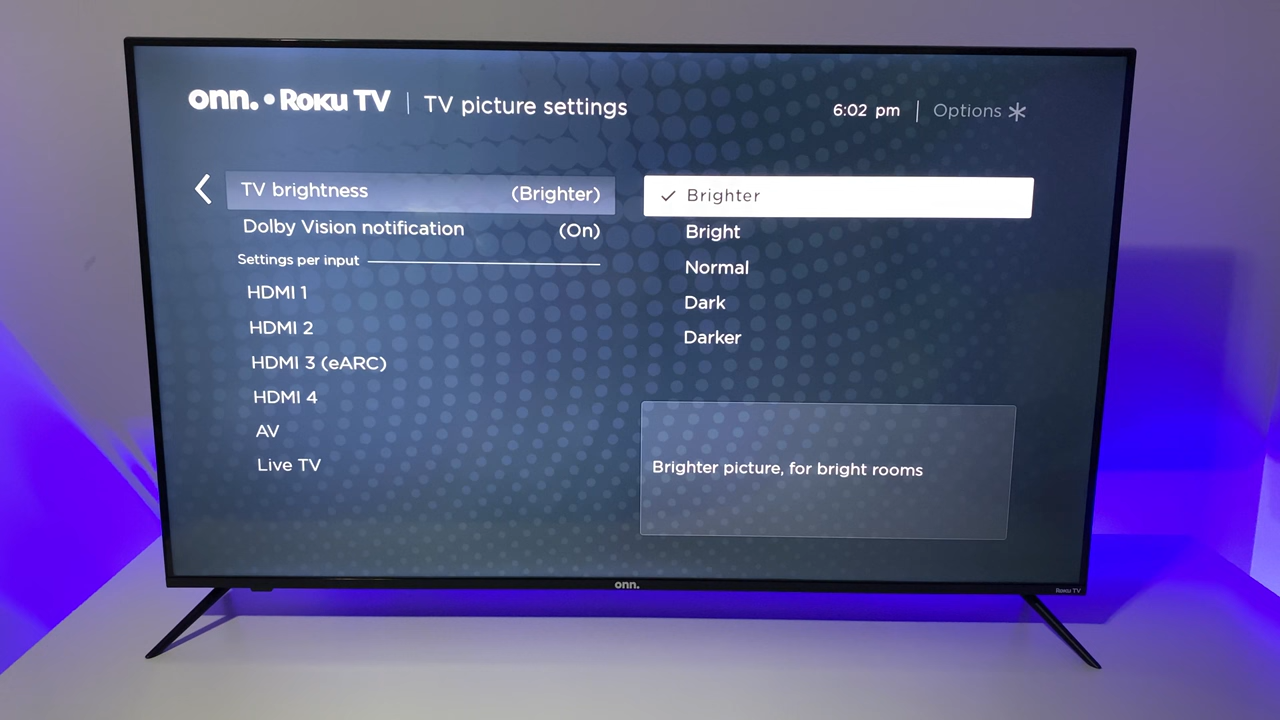 onn. • Roku TV | TV picture settings
6:02 pm | Options ✳
TV brightness (Brighter)
Dolby Vision notification (On)
Settings per input
HDMI 1
HDMI 2
HDMI 3 (eARC)
HDMI 4
AV
Live TV
✓ Brighter
Bright
Normal
Dark
Darker
Brighter picture, for bright rooms
onn.
Roku TV